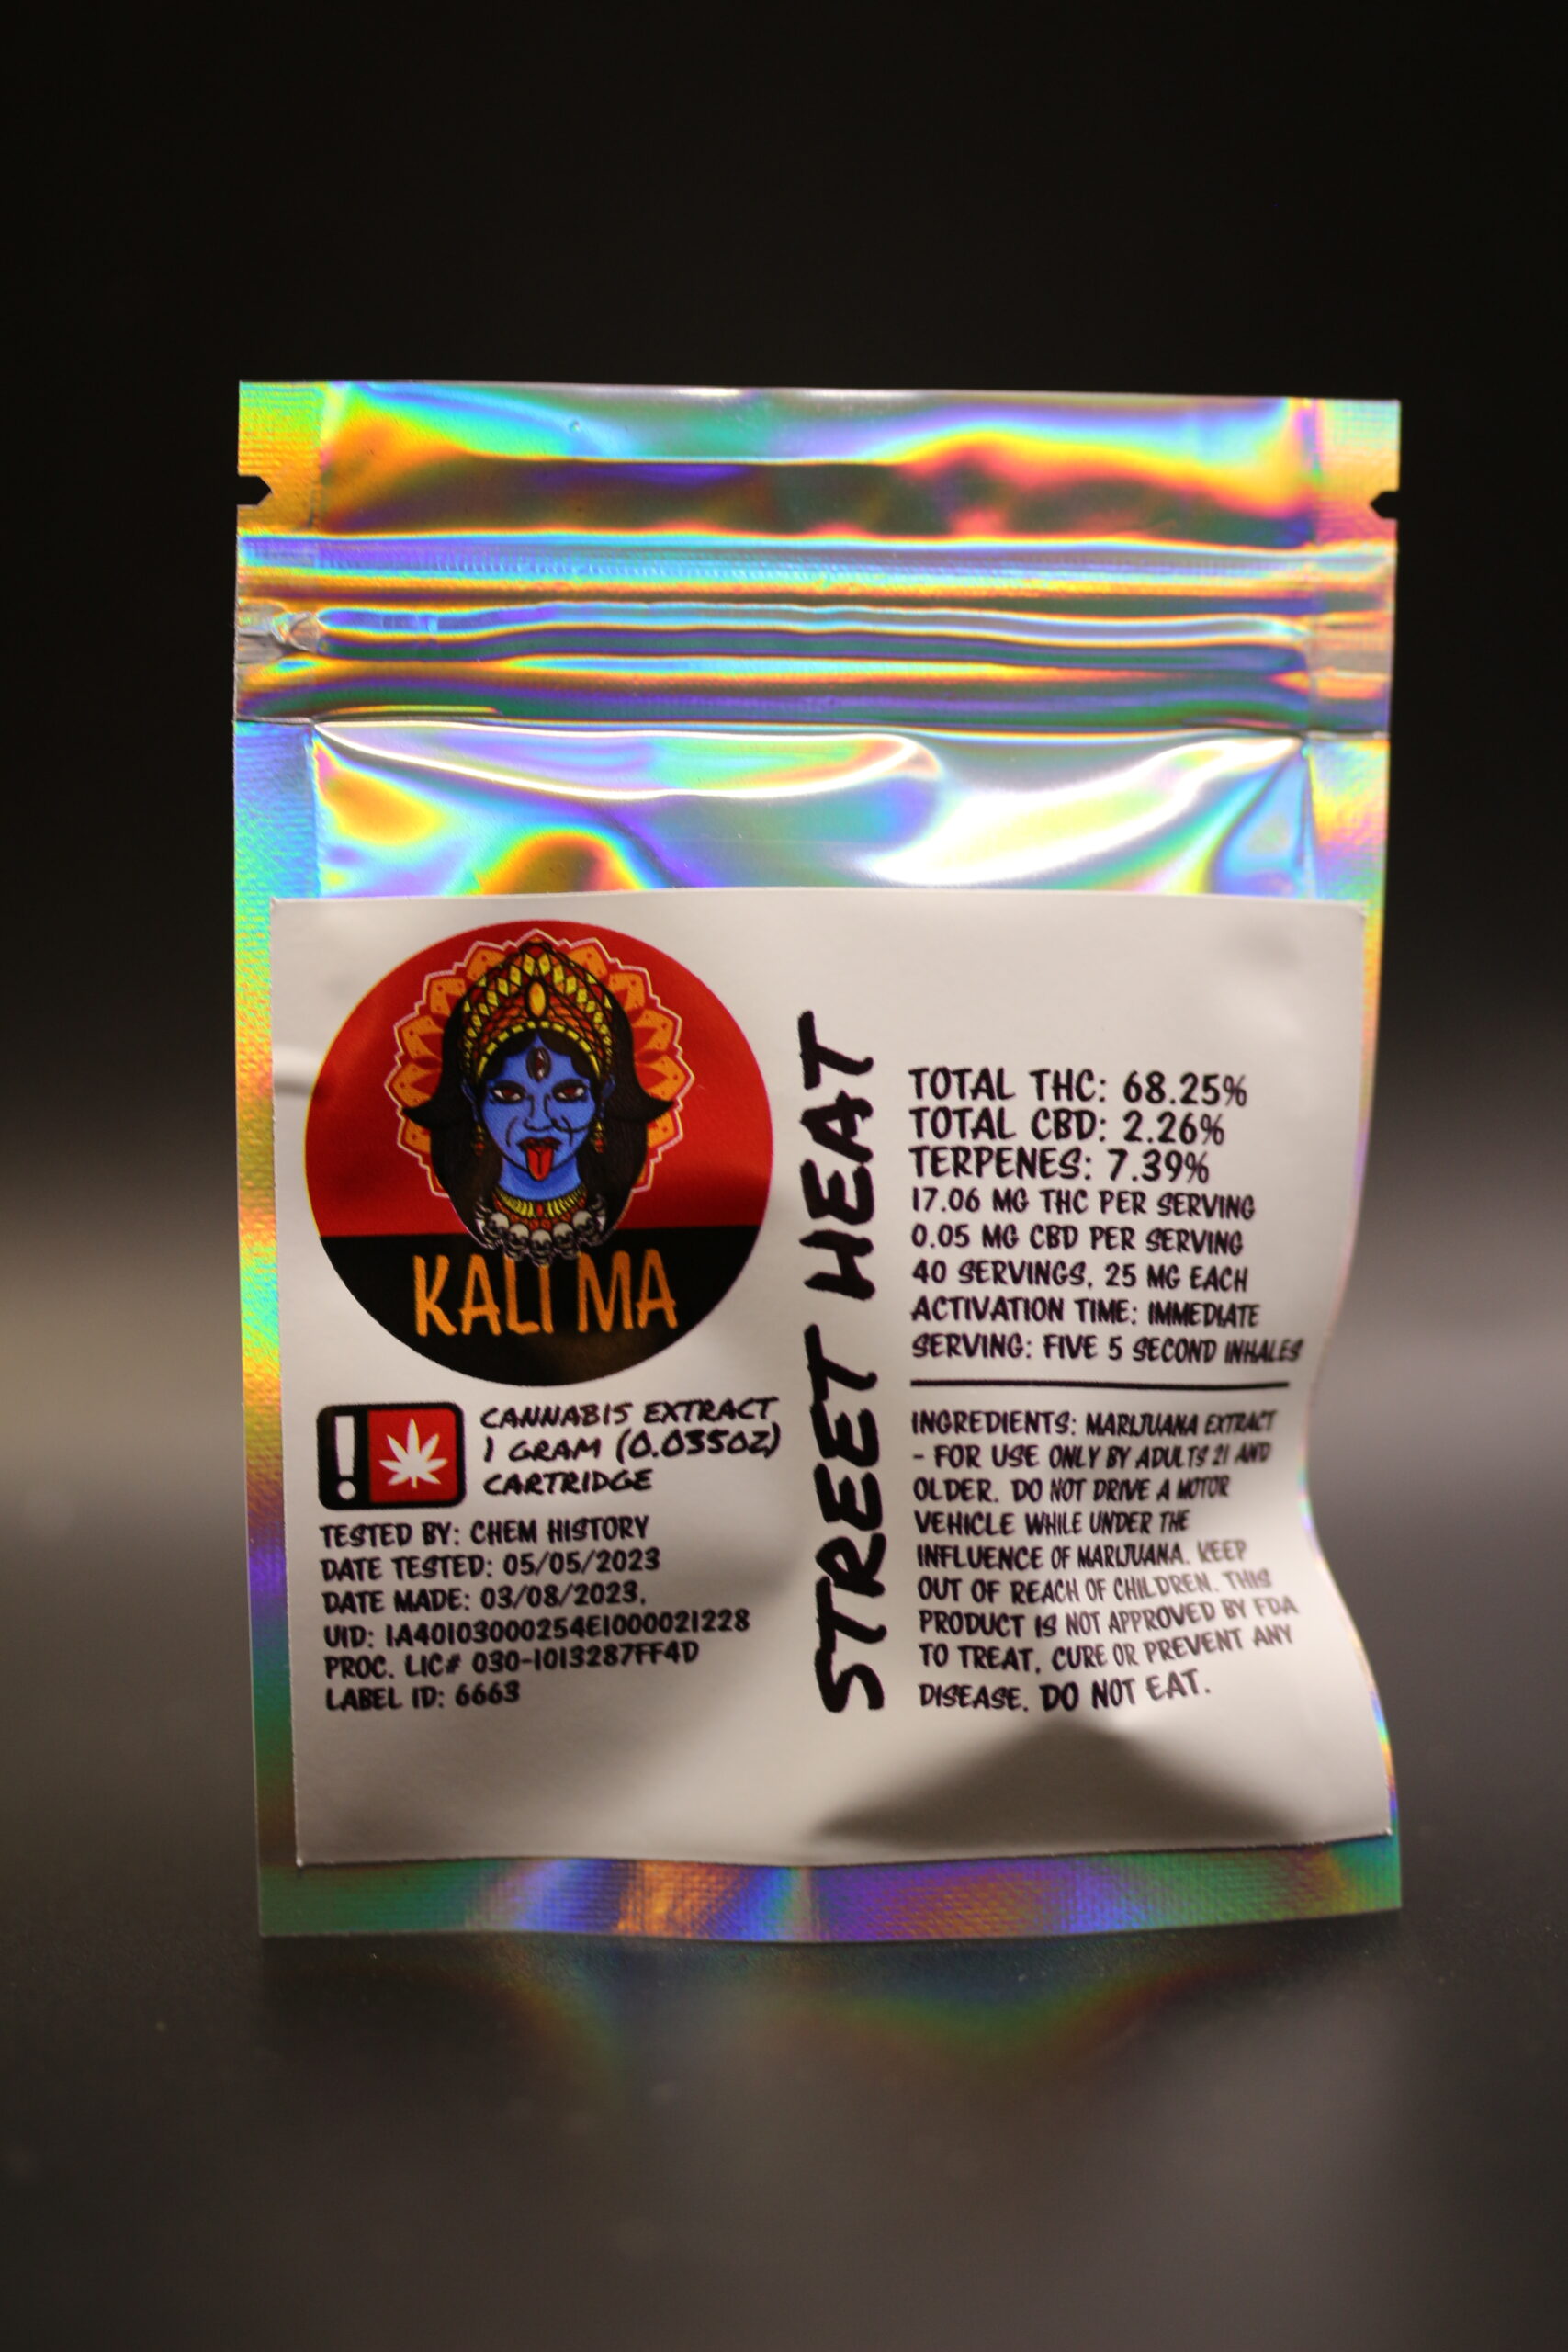 KALI MA
CANNABIS EXTRACT
1 GRAM (0.035OZ)
CARTRIDGE
TESTED BY: CHEM HISTORY
DATE TESTED: 05/05/2023
DATE MADE: 03/08/2023,
UID: 1A40103000254E1000021228
PROC. LIC# 030-1013287FF4D
LABEL ID: 6663
STREET HEAT
TOTAL THC: 68.25%
TOTAL CBD: 2.26%
TERPENES: 7.39%
17.06 MG THC PER SERVING
0.05 MG CBD PER SERVING
40 SERVINGS, 25 MG EACH
ACTIVATION TIME: IMMEDIATE
SERVING: FIVE 5 SECOND INHALES
INGREDIENTS: MARIJUANA EXTRACT
- FOR USE ONLY BY ADULTS 21 AND
OLDER. DO NOT DRIVE A MOTOR
VEHICLE WHILE UNDER THE
INFLUENCE OF MARIJUANA. KEEP
OUT OF REACH OF CHILDREN. THIS
PRODUCT IS NOT APPROVED BY FDA
TO TREAT, CURE OR PREVENT ANY
DISEASE. DO NOT EAT.